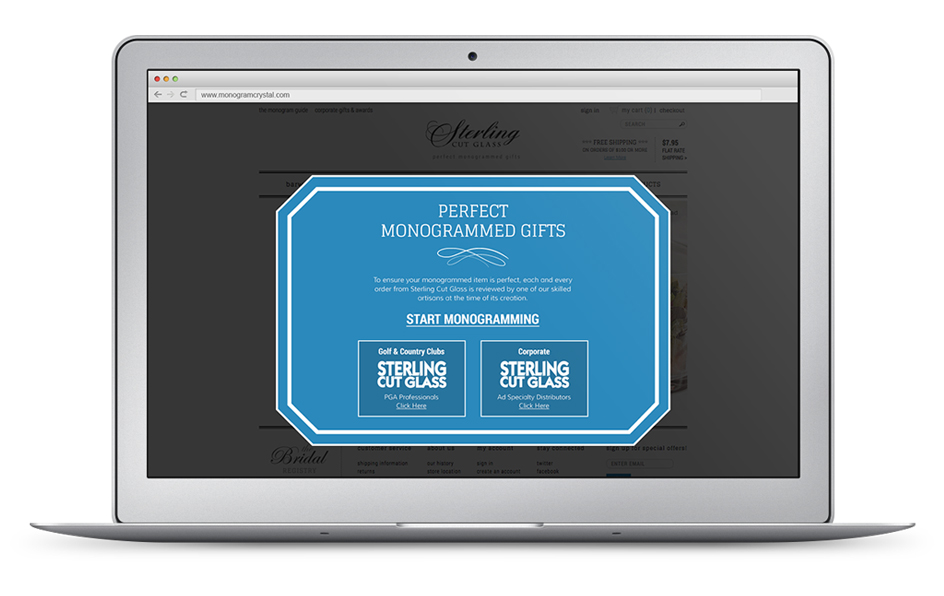 www.monogramcrystal.com
monogram guide corporate gifts & awards
sign in my cart checkout
SEARCH
Sterling
CUT GLASS
perfect monogrammed gifts
FREE SHIPPING
ON ORDERS OF OR MORE
$7.95
FLAT RATE
SHIPPING
PERFECT
MONOGRAMMED GIFTS
To ensure your monogrammed item is perfect, each and every
order from Sterling Cut Glass is reviewed by one of our skilled
artisans at the time of its creation.
START MONOGRAMMING
Golf & Country Clubs
STERLING
CUT GLASS
PGA Professionals
Click Here
Corporate
STERLING
CUT GLASS
Ad Specialty Distributors
Click Here
Bridal
REGISTRY
customer service
shipping information
returns
about us
our history
store location
my account
sign in
create an account
stay connected
twitter
facebook
sign up for special offers!
ENTER EMAIL